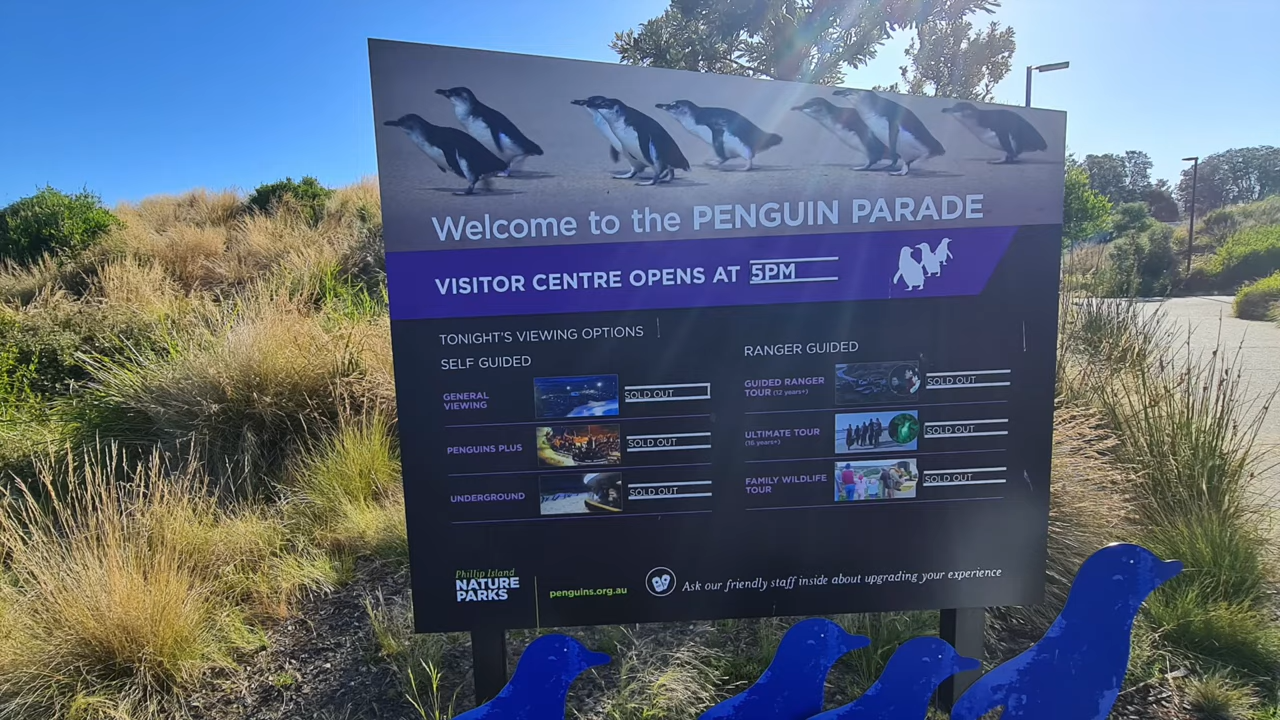 Welcome to the PENGUIN PARADE
VISITOR CENTRE OPENS AT 5PM
TONIGHT'S VIEWING OPTIONS
SELF GUIDED
GENERAL
VIEWING
SOLD OUT
PENGUINS PLUS
SOLD OUT
UNDERGROUND
SOLD OUT
RANGER GUIDED
GUIDED RANGER
TOUR (12 years+)
SOLD OUT
ULTIMATE TOUR
(16 years+)
SOLD OUT
FAMILY WILDLIFE
TOUR
SOLD OUT
Phillip Island
NATURE
PARKS
penguins.org.au
Ask our friendly staff inside about upgrading your experience